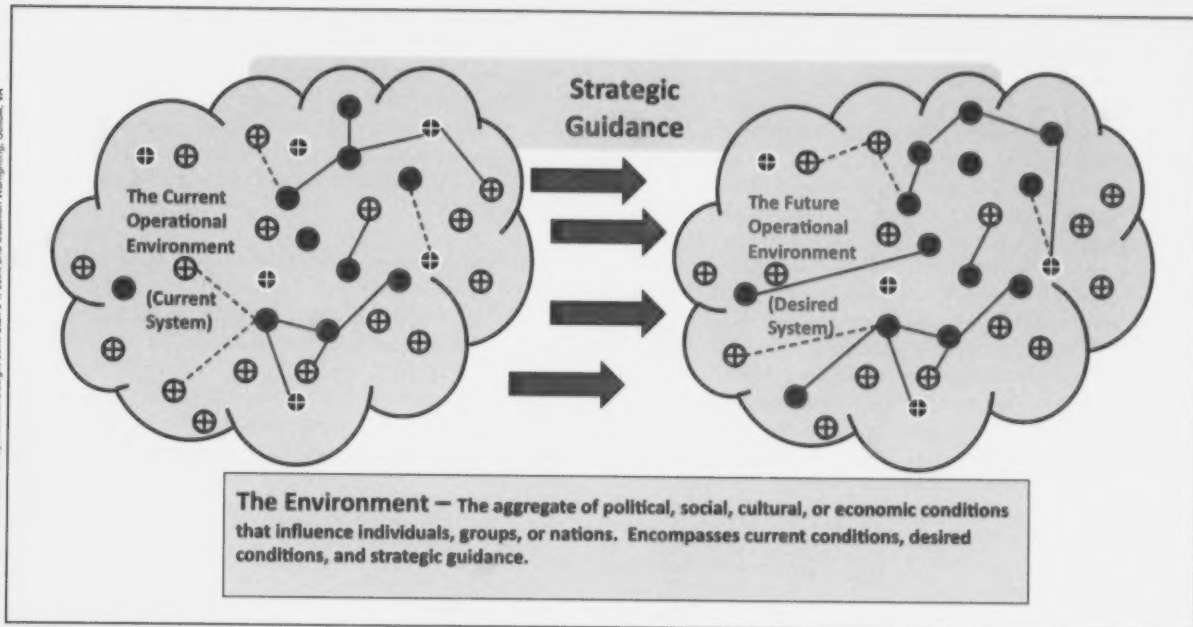 Strategic
Guidance
The Current
Operational
Environment
(Current
System)
The Future
Operational
Environment
(Desired
System)
The Environment – The aggregate of political, social, cultural, or economic conditions
that influence individuals, groups, or nations. Encompasses current conditions, desired
conditions, and strategic guidance.